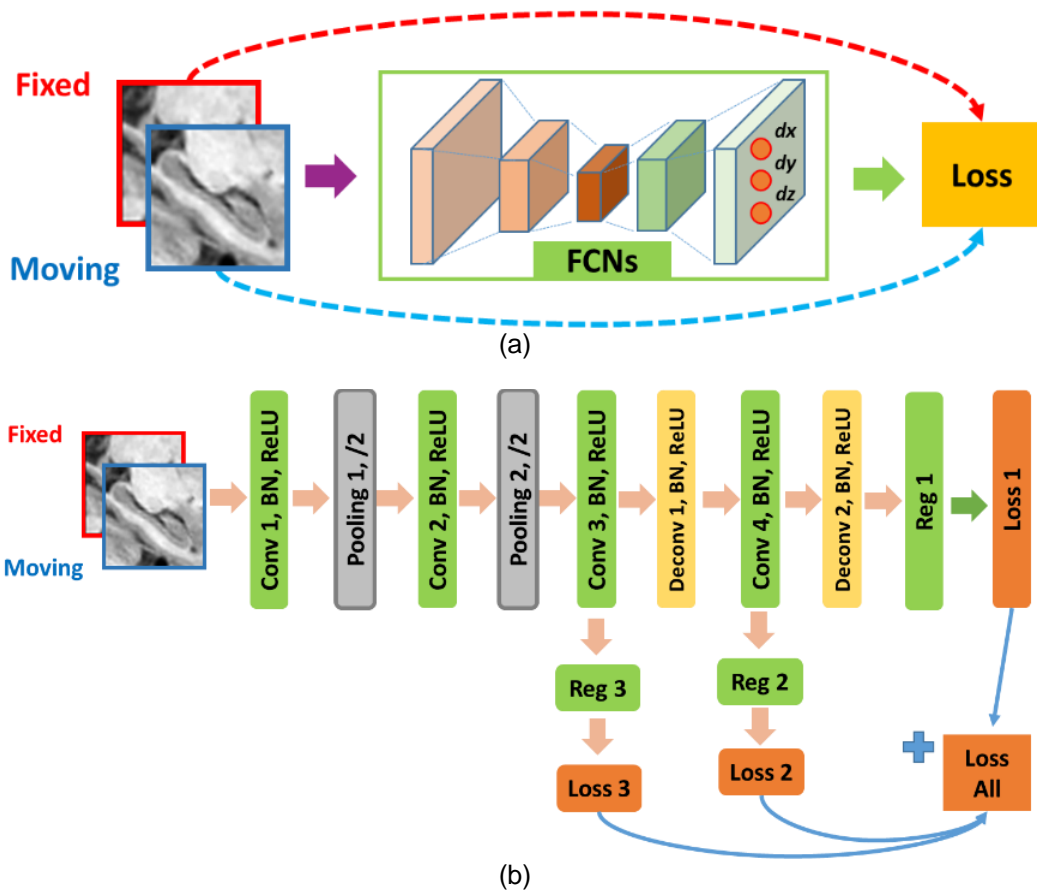 Fixed
Moving
dx
dy
dz
FCNs
Loss
(a)
Fixed
Moving
Conv 1, BN, ReLU
Pooling 1, /2
Conv 2, BN, ReLU
Pooling 2, /2
Conv 3, BN, ReLU
Deconv 1, BN, ReLU
Conv 4, BN, ReLU
Deconv 2, BN, ReLU
Reg 1
Loss 1
Reg 3
Reg 2
Loss 3
Loss 2
Loss
All
(b)